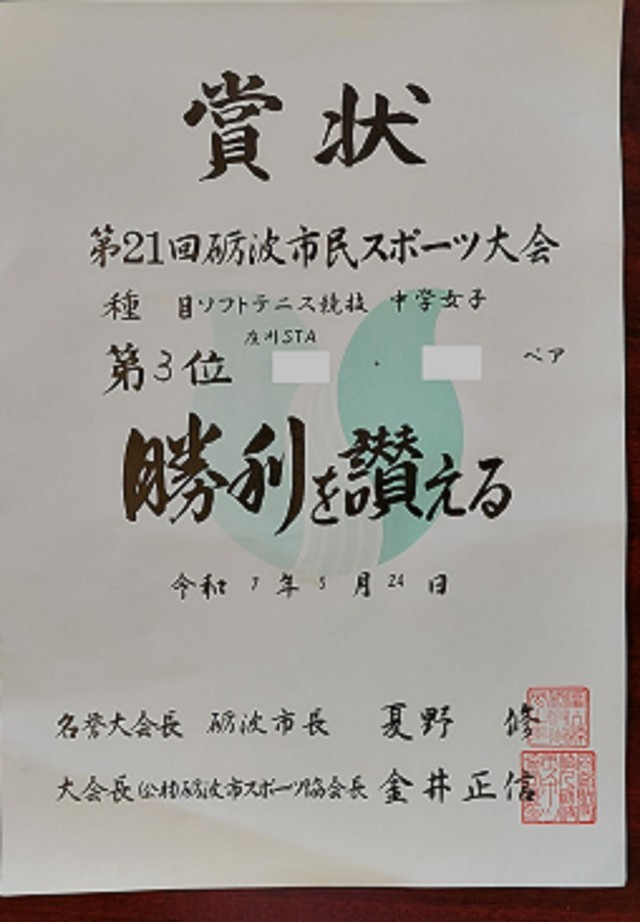 賞状
第21回砺波市民スポーツ大会
種目 ソフトテニス競技 中学女子
庄川STA
第3位 ・ ペア
勝利を讃える
令和7年5月24日
名誉大会長 砺波市長 夏野 修
大会長(公財)砺波市スポーツ協会長 金井正信